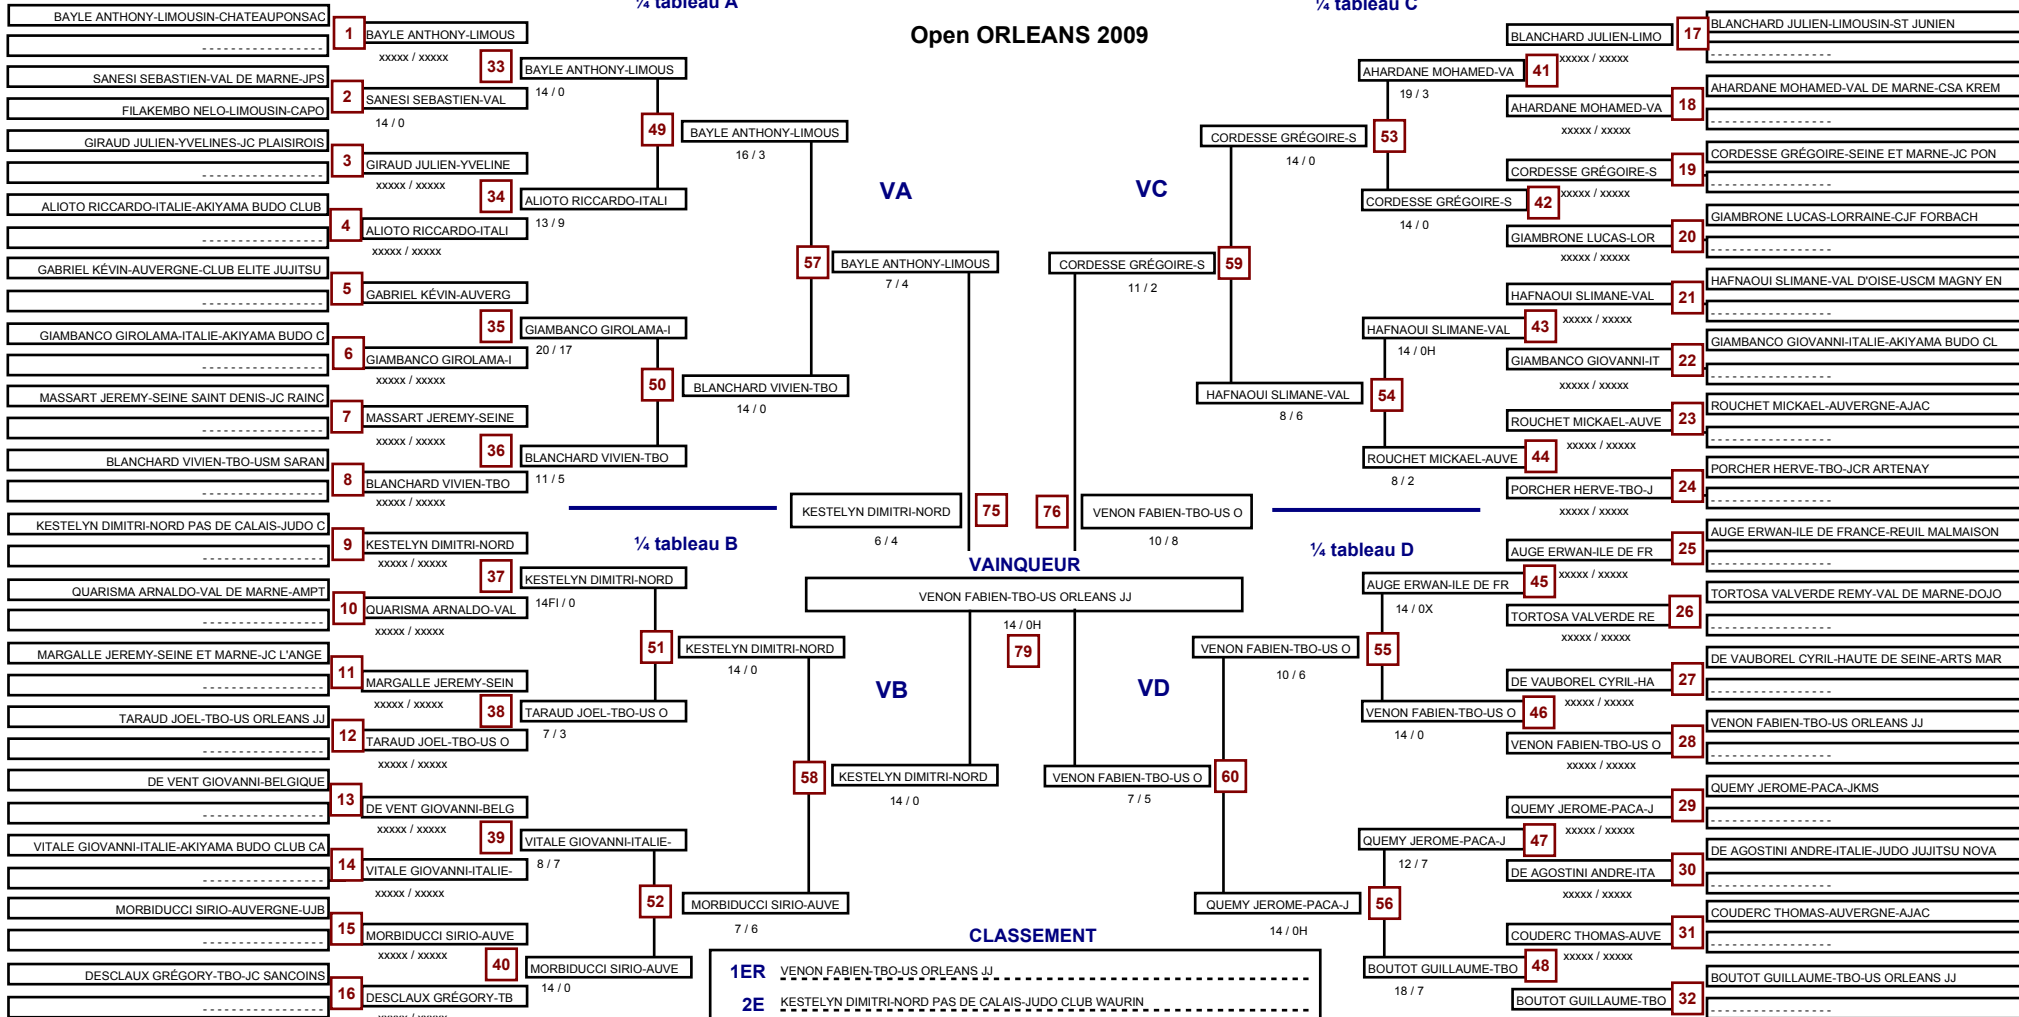 ¼ tableau A
¼ tableau C
Open ORLEANS 2009
BAYLE ANTHONY-LIMOUSIN-CHATEAUPONSAC
- - - - - - - - - - - - - - -
1
BAYLE ANTHONY-LIMOUS
xxxxx / xxxxx
SANESI SEBASTIEN-VAL DE MARNE-JPS
FILAKEMBO NELO-LIMOUSIN-CAPO
2
SANESI SEBASTIEN-VAL
14 / 0
33
BAYLE ANTHONY-LIMOUS
14 / 0
GIRAUD JULIEN-YVELINES-JC PLAISIROIS
- - - - - - - - - - - - - - -
3
GIRAUD JULIEN-YVELINE
xxxxx / xxxxx
ALIOTO RICCARDO-ITALIE-AKIYAMA BUDO CLUB
- - - - - - - - - - - - - - -
4
ALIOTO RICCARDO-ITALI
xxxxx / xxxxx
34
ALIOTO RICCARDO-ITALI
13 / 9
49
BAYLE ANTHONY-LIMOUS
16 / 3
GABRIEL KÉVIN-AUVERGNE-CLUB ELITE JUJITSU
- - - - - - - - - - - - - - -
5
GABRIEL KÉVIN-AUVERG
GIAMBANCO GIROLAMA-ITALIE-AKIYAMA BUDO C
- - - - - - - - - - - - - - -
6
GIAMBANCO GIROLAMA-I
xxxxx / xxxxx
35
GIAMBANCO GIROLAMA-I
20 / 17
MASSART JEREMY-SEINE SAINT DENIS-JC RAINC
- - - - - - - - - - - - - - -
7
MASSART JEREMY-SEINE
xxxxx / xxxxx
BLANCHARD VIVIEN-TBO-USM SARAN
- - - - - - - - - - - - - - -
8
BLANCHARD VIVIEN-TBO
xxxxx / xxxxx
36
BLANCHARD VIVIEN-TBO
11 / 5
50
BLANCHARD VIVIEN-TBO
14 / 0
VA
57
BAYLE ANTHONY-LIMOUS
7 / 4
KESTELYN DIMITRI-NORD PAS DE CALAIS-JUDO C
- - - - - - - - - - - - - - -
9
KESTELYN DIMITRI-NORD
xxxxx / xxxxx
QUARISMA ARNALDO-VAL DE MARNE-AMPT
- - - - - - - - - - - - - - -
10
QUARISMA ARNALDO-VAL
xxxxx / xxxxx
37
KESTELYN DIMITRI-NORD
14FI / 0
MARGALLE JEREMY-SEINE ET MARNE-JC L'ANGE
- - - - - - - - - - - - - - -
11
MARGALLE JEREMY-SEIN
xxxxx / xxxxx
TARAUD JOEL-TBO-US ORLEANS JJ
- - - - - - - - - - - - - - -
12
TARAUD JOEL-TBO-US O
xxxxx / xxxxx
38
TARAUD JOEL-TBO-US O
7 / 3
¼ tableau B
51
KESTELYN DIMITRI-NORD
14 / 0
DE VENT GIOVANNI-BELGIQUE
- - - - - - - - - - - - - - -
13
DE VENT GIOVANNI-BELG
xxxxx / xxxxx
VITALE GIOVANNI-ITALIE-AKIYAMA BUDO CLUB CA
- - - - - - - - - - - - - - -
14
VITALE GIOVANNI-ITALIE-
xxxxx / xxxxx
39
VITALE GIOVANNI-ITALIE-
8 / 7
MORBIDUCCI SIRIO-AUVERGNE-UJB
- - - - - - - - - - - - - - -
15
MORBIDUCCI SIRIO-AUVE
xxxxx / xxxxx
DESCLAUX GRÉGORY-TBO-JC SANCOINS
- - - - - - - - - - - - - - -
16
DESCLAUX GRÉGORY-TB
xxxxx / xxxxx
40
MORBIDUCCI SIRIO-AUVE
14 / 0
52
MORBIDUCCI SIRIO-AUVE
7 / 6
VB
58
KESTELYN DIMITRI-NORD
14 / 0
KESTELYN DIMITRI-NORD
75
6 / 4
76
VENON FABIEN-TBO-US O
10 / 8
VAINQUEUR
VENON FABIEN-TBO-US ORLEANS JJ
14 / 0H
79
BLANCHARD JULIEN-LIMOUSIN-ST JUNIEN
- - - - - - - - - - - - - - -
17
BLANCHARD JULIEN-LIMO
xxxxx / xxxxx
AHARDANE MOHAMED-VAL DE MARNE-CSA KREM
- - - - - - - - - - - - - - -
18
AHARDANE MOHAMED-VA
xxxxx / xxxxx
41
AHARDANE MOHAMED-VA
19 / 3
CORDESSE GRÉGOIRE-SEINE ET MARNE-JC PON
- - - - - - - - - - - - - - -
19
CORDESSE GRÉGOIRE-S
xxxxx / xxxxx
GIAMBRONE LUCAS-LORRAINE-CJF FORBACH
- - - - - - - - - - - - - - -
20
GIAMBRONE LUCAS-LOR
xxxxx / xxxxx
42
CORDESSE GRÉGOIRE-S
14 / 0
53
CORDESSE GRÉGOIRE-S
14 / 0
HAFNAOUI SLIMANE-VAL D'OISE-USCM MAGNY EN
- - - - - - - - - - - - - - -
21
HAFNAOUI SLIMANE-VAL
xxxxx / xxxxx
GIAMBANCO GIOVANNI-ITALIE-AKIYAMA BUDO CL
- - - - - - - - - - - - - - -
22
GIAMBANCO GIOVANNI-IT
xxxxx / xxxxx
43
HAFNAOUI SLIMANE-VAL
14 / 0H
ROUCHET MICKAEL-AUVERGNE-AJAC
- - - - - - - - - - - - - - -
23
ROUCHET MICKAEL-AUVE
xxxxx / xxxxx
PORCHER HERVE-TBO-JCR ARTENAY
- - - - - - - - - - - - - - -
24
PORCHER HERVE-TBO-J
xxxxx / xxxxx
44
ROUCHET MICKAEL-AUVE
8 / 2
54
HAFNAOUI SLIMANE-VAL
8 / 6
VC
59
CORDESSE GRÉGOIRE-S
11 / 2
¼ tableau D
AUGE ERWAN-ILE DE FRANCE-REUIL MALMAISON
- - - - - - - - - - - - - - -
25
AUGE ERWAN-ILE DE FR
xxxxx / xxxxx
TORTOSA VALVERDE REMY-VAL DE MARNE-DOJO
- - - - - - - - - - - - - - -
26
TORTOSA VALVERDE RE
xxxxx / xxxxx
45
AUGE ERWAN-ILE DE FR
14 / 0X
DE VAUBOREL CYRIL-HAUTE DE SEINE-ARTS MAR
- - - - - - - - - - - - - - -
27
DE VAUBOREL CYRIL-HA
xxxxx / xxxxx
VENON FABIEN-TBO-US ORLEANS JJ
- - - - - - - - - - - - - - -
28
VENON FABIEN-TBO-US O
xxxxx / xxxxx
46
VENON FABIEN-TBO-US O
14 / 0
55
VENON FABIEN-TBO-US O
10 / 6
QUEMY JEROME-PACA-JKMS
- - - - - - - - - - - - - - -
29
QUEMY JEROME-PACA-J
xxxxx / xxxxx
DE AGOSTINI ANDRE-ITALIE-JUDO JUJITSU NOVA
- - - - - - - - - - - - - - -
30
DE AGOSTINI ANDRE-ITA
xxxxx / xxxxx
47
QUEMY JEROME-PACA-J
12 / 7
COUDERC THOMAS-AUVERGNE-AJAC
- - - - - - - - - - - - - - -
31
COUDERC THOMAS-AUVE
xxxxx / xxxxx
BOUTOT GUILLAUME-TBO-US ORLEANS JJ
- - - - - - - - - - - - - - -
32
BOUTOT GUILLAUME-TBO
48
BOUTOT GUILLAUME-TBO
18 / 7
56
QUEMY JEROME-PACA-J
14 / 0H
VD
60
VENON FABIEN-TBO-US O
7 / 5
CLASSEMENT
1ER VENON FABIEN-TBO-US ORLEANS JJ
2E KESTELYN DIMITRI-NORD PAS DE CALAIS-JUDO CLUB WAURIN